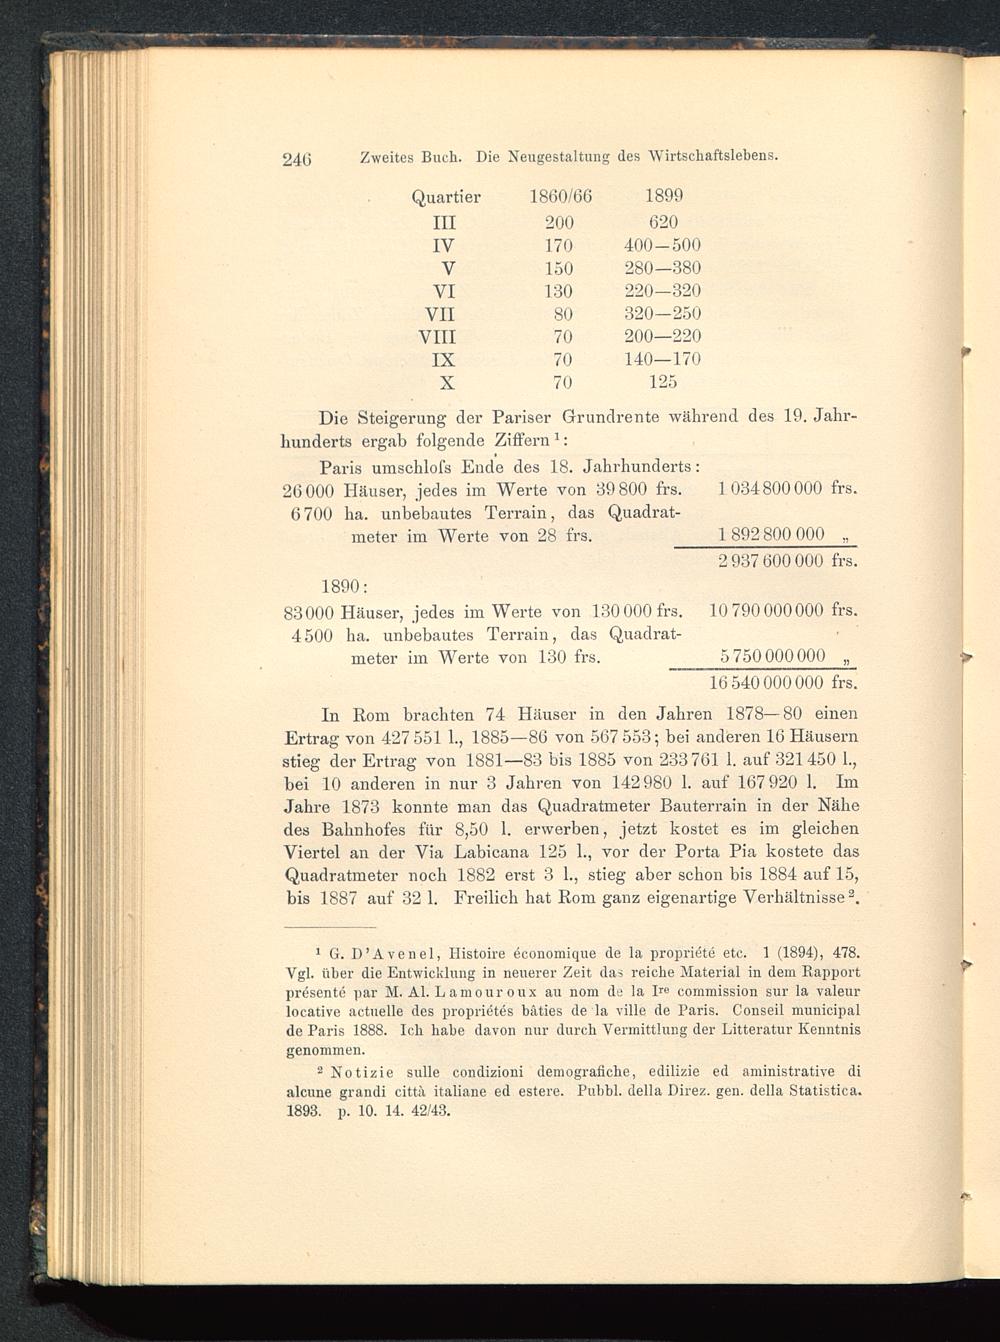 246 Zweites Buch. Die Neugestaltung des Wirtschaftslebens.
Quartier 1860/66 1899
III 200 620
IV 170 400—500
V 150 280—380
VI 130 220—320
VII 80 320—250
VIII 70 200—220
IX 70 140—170
X 70 125
Die Steigerung der Pariser Grundrente während des 19. Jahr-
hunderts ergab folgende Ziffern ¹:
Paris umschloſs Ende des 18. Jahrhunderts:
26 000 Häuser, jedes im Werte von 39 800 frs. 1 034 800 000 frs.
6 700 ha. unbebautes Terrain, das Quadrat-
meter im Werte von 28 frs. 1 892 800 000 „
2 937 600 000 frs.
1890:
83 000 Häuser, jedes im Werte von 130 000 frs. 10 790 000 000 frs.
4 500 ha. unbebautes Terrain, das Quadrat-
meter im Werte von 130 frs. 5 750 000 000 „
16 540 000 000 frs.
In Rom brachten 74 Häuser in den Jahren 1878—80 einen
Ertrag von 427 551 l., 1885—86 von 567 553; bei anderen 16 Häusern
stieg der Ertrag von 1881—83 bis 1885 von 233 761 l. auf 321 450 l.,
bei 10 anderen in nur 3 Jahren von 142 980 l. auf 167 920 l. Im
Jahre 1873 konnte man das Quadratmeter Bauterrain in der Nähe
des Bahnhofes für 8,50 l. erwerben, jetzt kostet es im gleichen
Viertel an der Via Labicana 125 l., vor der Porta Pia kostete das
Quadratmeter noch 1882 erst 3 l., stieg aber schon bis 1884 auf 15,
bis 1887 auf 32 l. Freilich hat Rom ganz eigenartige Verhältnisse ².
¹ G. D'Avenel, Histoire économique de la propriété etc. 1 (1894), 478.
Vgl. über die Entwicklung in neuerer Zeit das reiche Material in dem Rapport
présenté par M. Al. Lamouroux au nom de la Iʳᵉ commission sur la valeur
locative actuelle des propriétés bâties de la ville de Paris. Conseil municipal
de Paris 1888. Ich habe davon nur durch Vermittlung der Litteratur Kenntnis
genommen.
² Notizie sulle condizioni demografiche, edilizie ed aministrative di
alcune grandi città italiane ed estere. Pubbl. della Direz. gen. della Statistica.
1893. p. 10. 14. 42/43.